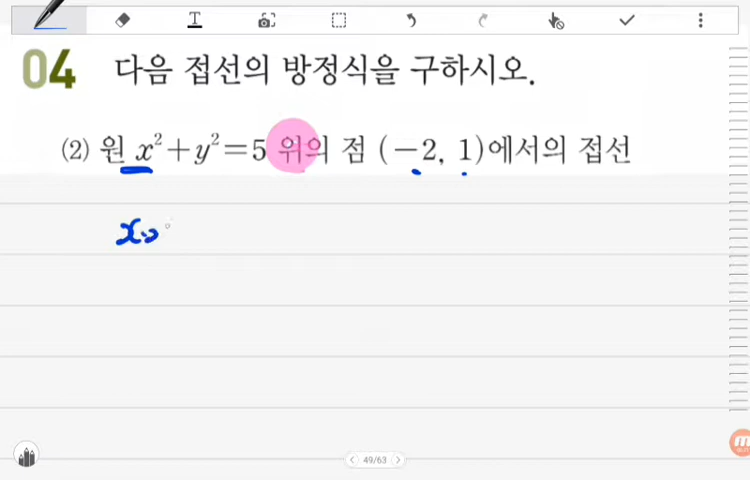 T
04 다음 접선의 방정식을 구하시오.
(2) 원 x²+y²=5 위의 점 (-2, 1)에서의 접선
x
49/63